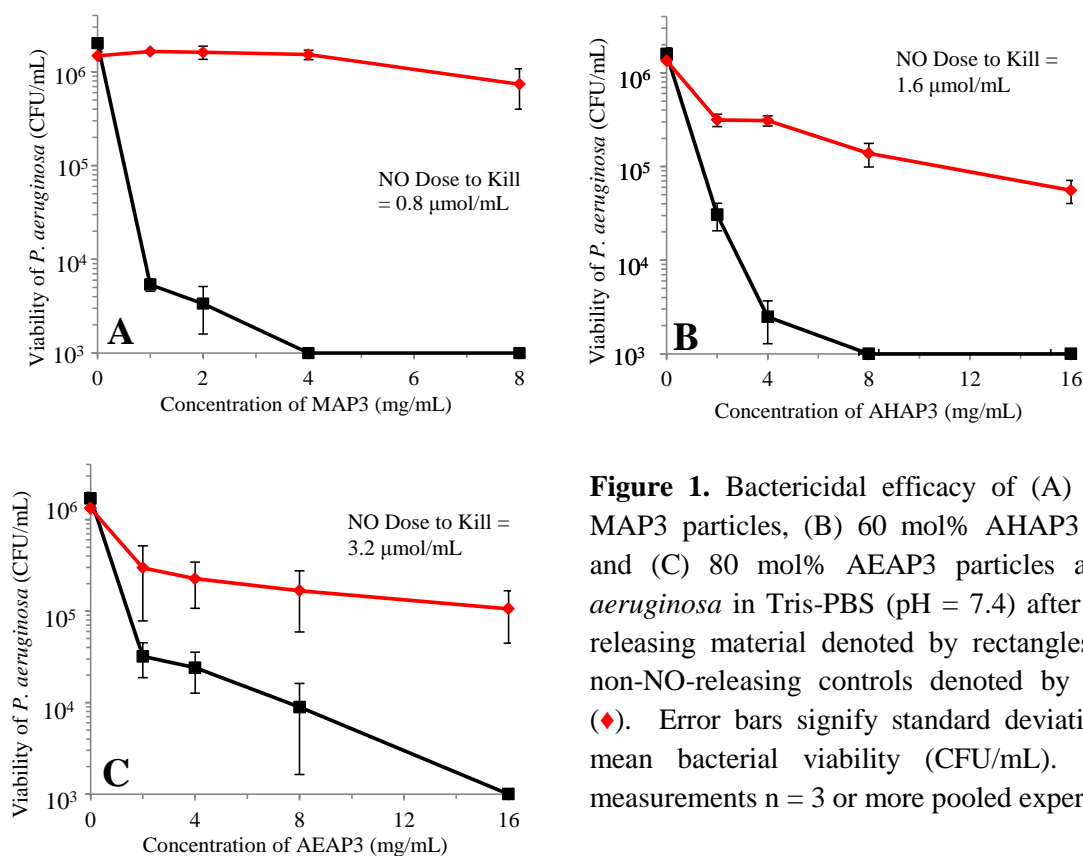 Viability of P. aeruginosa (CFU/mL)
10⁶
10⁵
10⁴
10³
NO Dose to Kill
= 0.8 μmol/mL
A
0 2 4 6 8
Concentration of MAP3 (mg/mL)
Viability of P. aeruginosa (CFU/mL)
10⁶
10⁵
10⁴
10³
NO Dose to Kill =
1.6 μmol/mL
B
0 4 8 12 16
Concentration of AHAP3 (mg/mL)
Viability of P. aeruginosa (CFU/mL)
10⁶
10⁵
10⁴
10³
NO Dose to Kill =
3.2 μmol/mL
C
0 4 8 12 16
Concentration of AEAP3 (mg/mL)
Figure 1. Bactericidal efficacy of (A)
MAP3 particles, (B) 60 mol% AHAP3
and (C) 80 mol% AEAP3 particles a
aeruginosa in Tris-PBS (pH = 7.4) after
releasing material denoted by rectangles
non-NO-releasing controls denoted by
(♦). Error bars signify standard deviati
mean bacterial viability (CFU/mL).
measurements n = 3 or more pooled exper